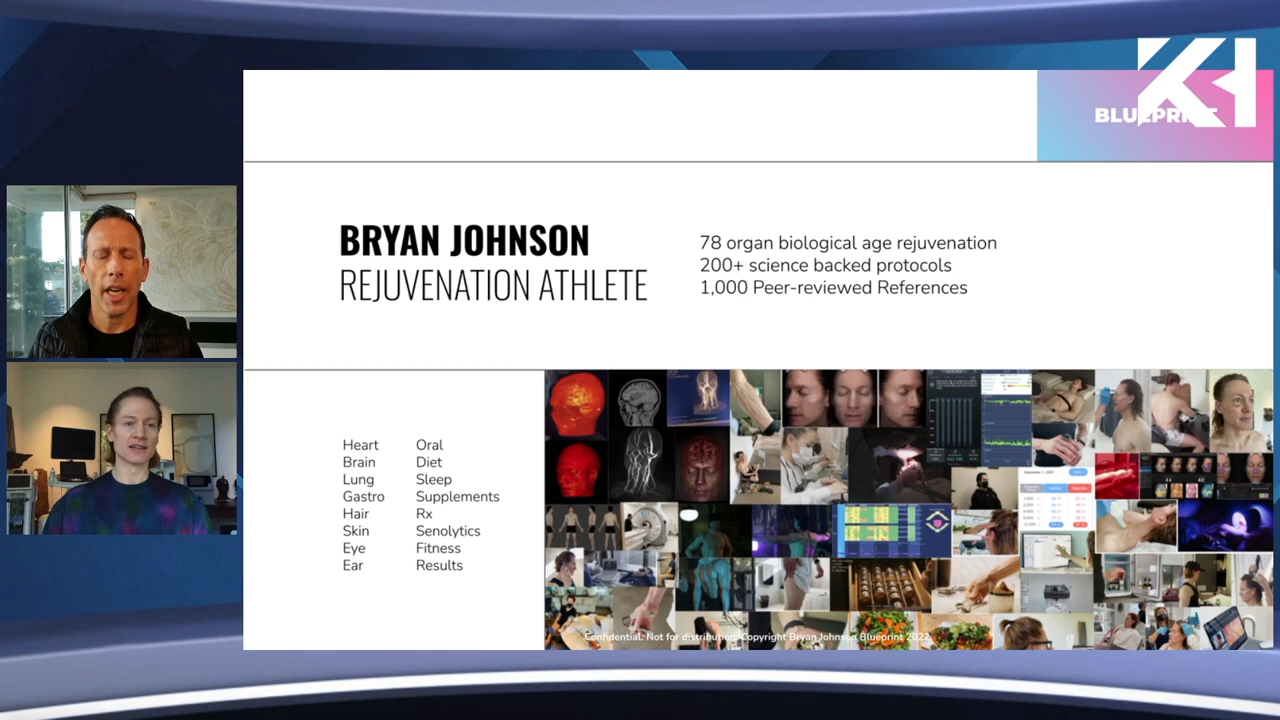 BLUEPRINT
BRYAN JOHNSON
REJUVENATION ATHLETE
78 organ biological age rejuvenation
200+ science backed protocols
1,000 Peer-reviewed References
Heart
Brain
Lung
Gastro
Hair
Skin
Eye
Ear
Oral
Diet
Sleep
Supplements
Rx
Senolytics
Fitness
Results
Confidential. Not for distribution. Copyright Bryan Johnson Blueprint 2022.